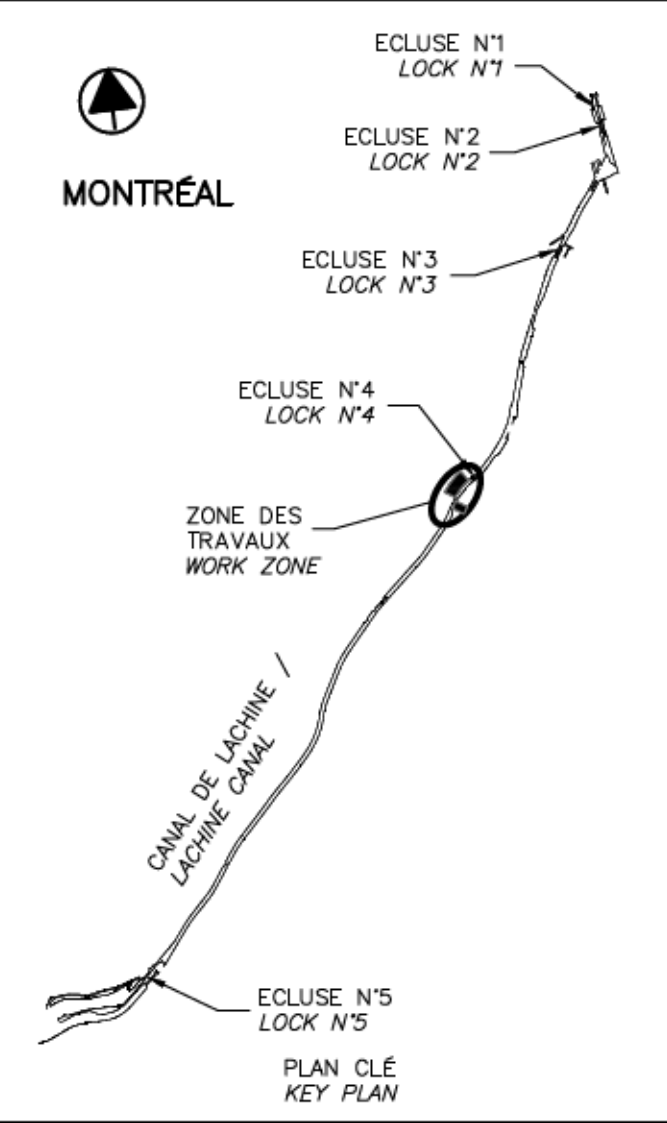 ECLUSE N°1
LOCK N°1
ECLUSE N°2
LOCK N°2
MONTRÉAL
ECLUSE N°3
LOCK N°3
ECLUSE N°4
LOCK N°4
ZONE DES
TRAVAUX
WORK ZONE
CANAL DE LACHINE /
LACHINE CANAL
ECLUSE N°5
LOCK N°5
PLAN CLÉ
KEY PLAN